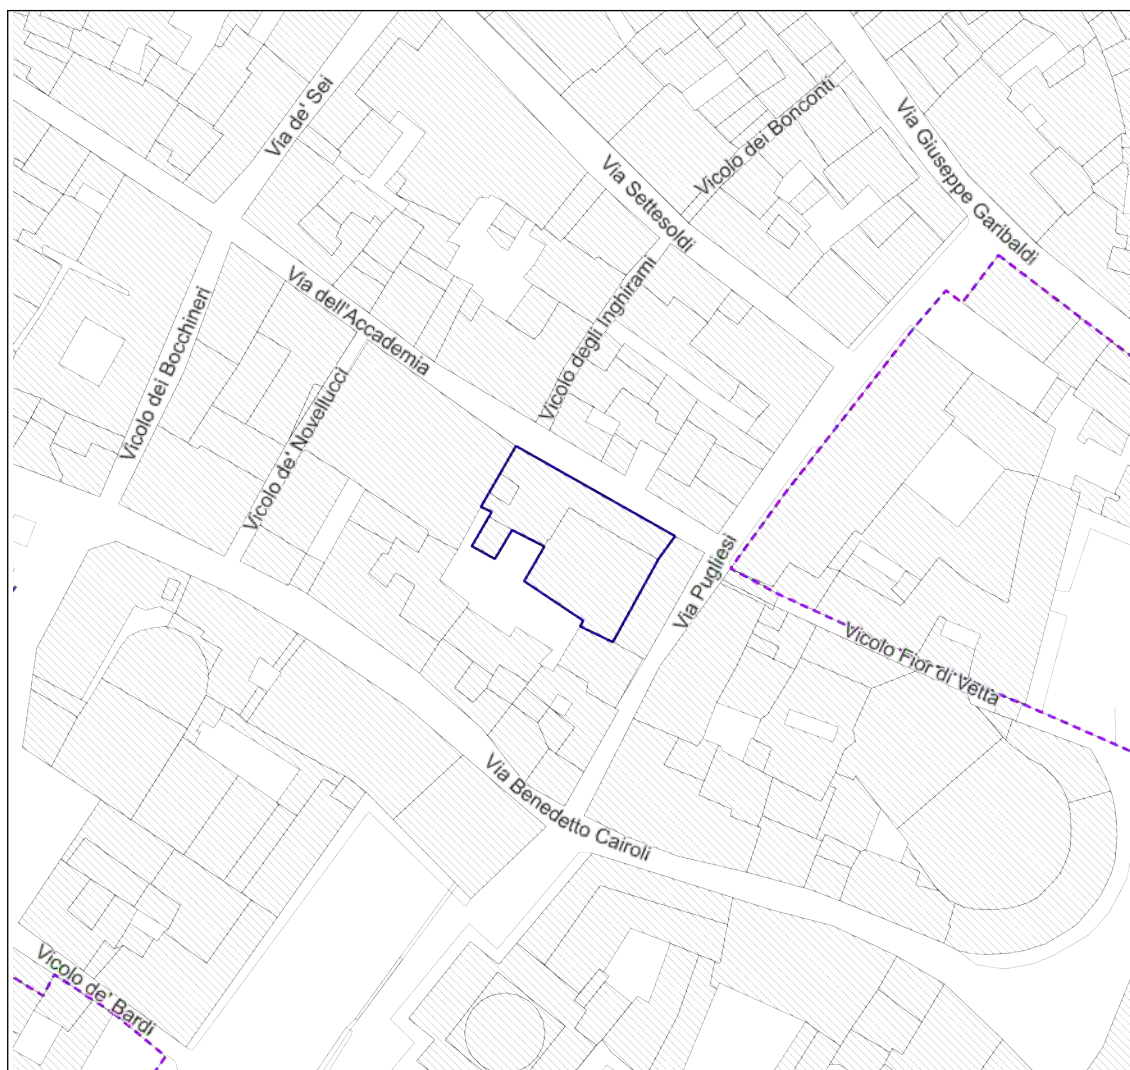 Via de' Sei
Vicolo dei Bonconti
Via Giuseppe Garibaldi
Via Settesoldi
Via dell'Accademia
Vicolo degli Inghirami
Vicolo dei Bocchineri
Vicolo de' Novellucci
Via Pugliesi
Vicolo Fior di Vetta
Via Benedetto Cairoli
Vicolo de' Bardi